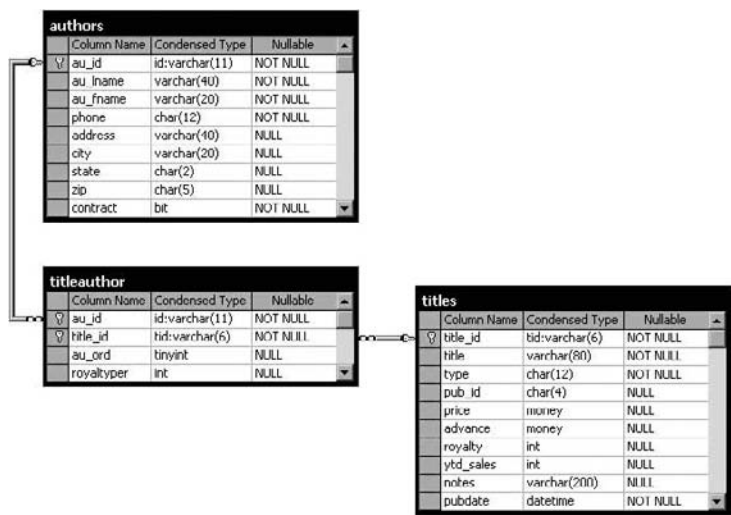 authors
Column Name Condensed Type Nullable
au_id id:varchar(11) NOT NULL
au_lname varchar(40) NOT NULL
au_fname varchar(20) NOT NULL
phone char(12) NOT NULL
address varchar(40) NULL
city varchar(20) NULL
state char(2) NULL
zip char(5) NULL
contract bit NOT NULL
titleauthor
Column Name Condensed Type Nullable
au_id id:varchar(11) NOT NULL
title_id tid:varchar(6) NOT NULL
au_ord tinyint NULL
royaltyper int NULL
titles
Column Name Condensed Type Nullable
title_id tid:varchar(6) NOT NULL
title varchar(80) NOT NULL
type char(12) NOT NULL
pub_id char(4) NULL
price money NULL
advance money NULL
royalty int NULL
ytd_sales int NULL
notes varchar(200) NULL
pubdate datetime NOT NULL